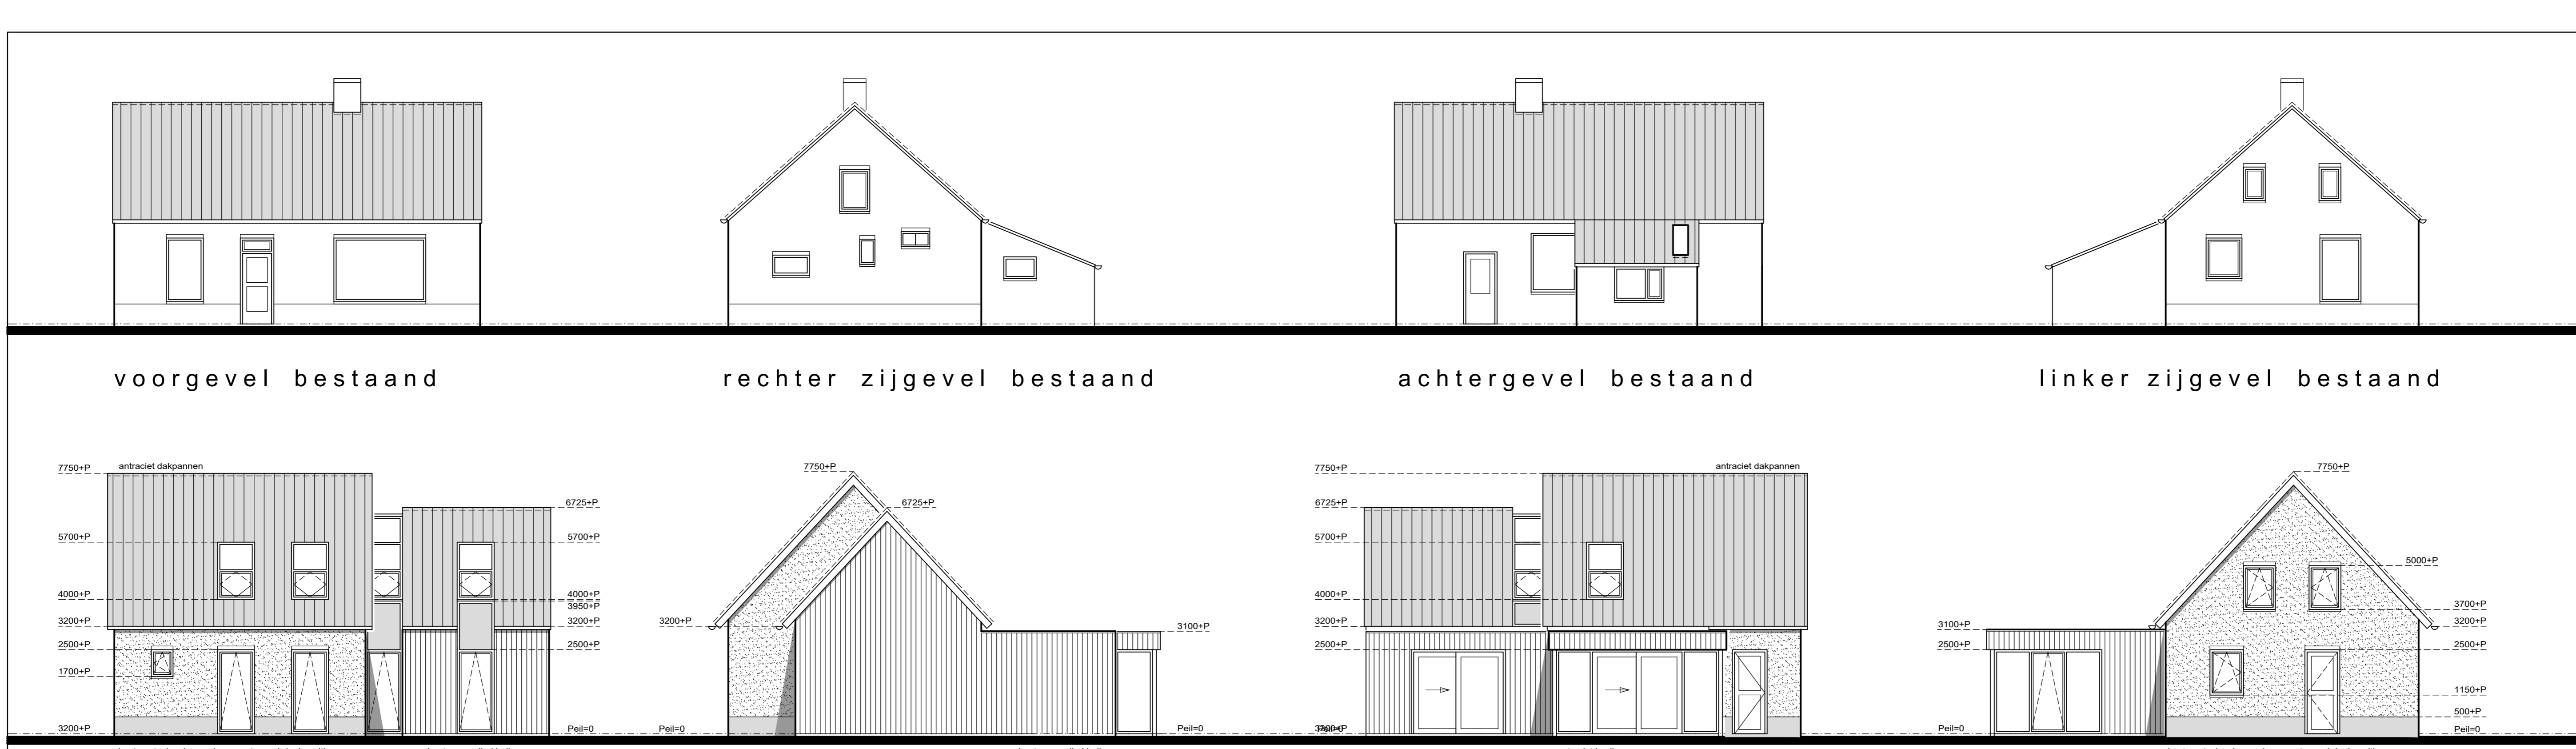 voorgevel bestaand
rechter zijgevel bestaand
achtergevel bestaand
linker zijgevel bestaand
7750+P
antraciet dakpannen
6725+P
5700+P
5700+P
4000+P
4000+P
3950+P
3200+P
3200+P
2500+P
2500+P
1700+P
3200+P
Peil=0
7750+P
6725+P
3200+P
3100+P
Peil=0
Peil=0
7750+P
antraciet dakpannen
6725+P
5700+P
4000+P
3200+P
2500+P
7750+P
5000+P
3700+P
3100+P
3200+P
2500+P
2500+P
1150+P
500+P
Peil=0
Peil=0